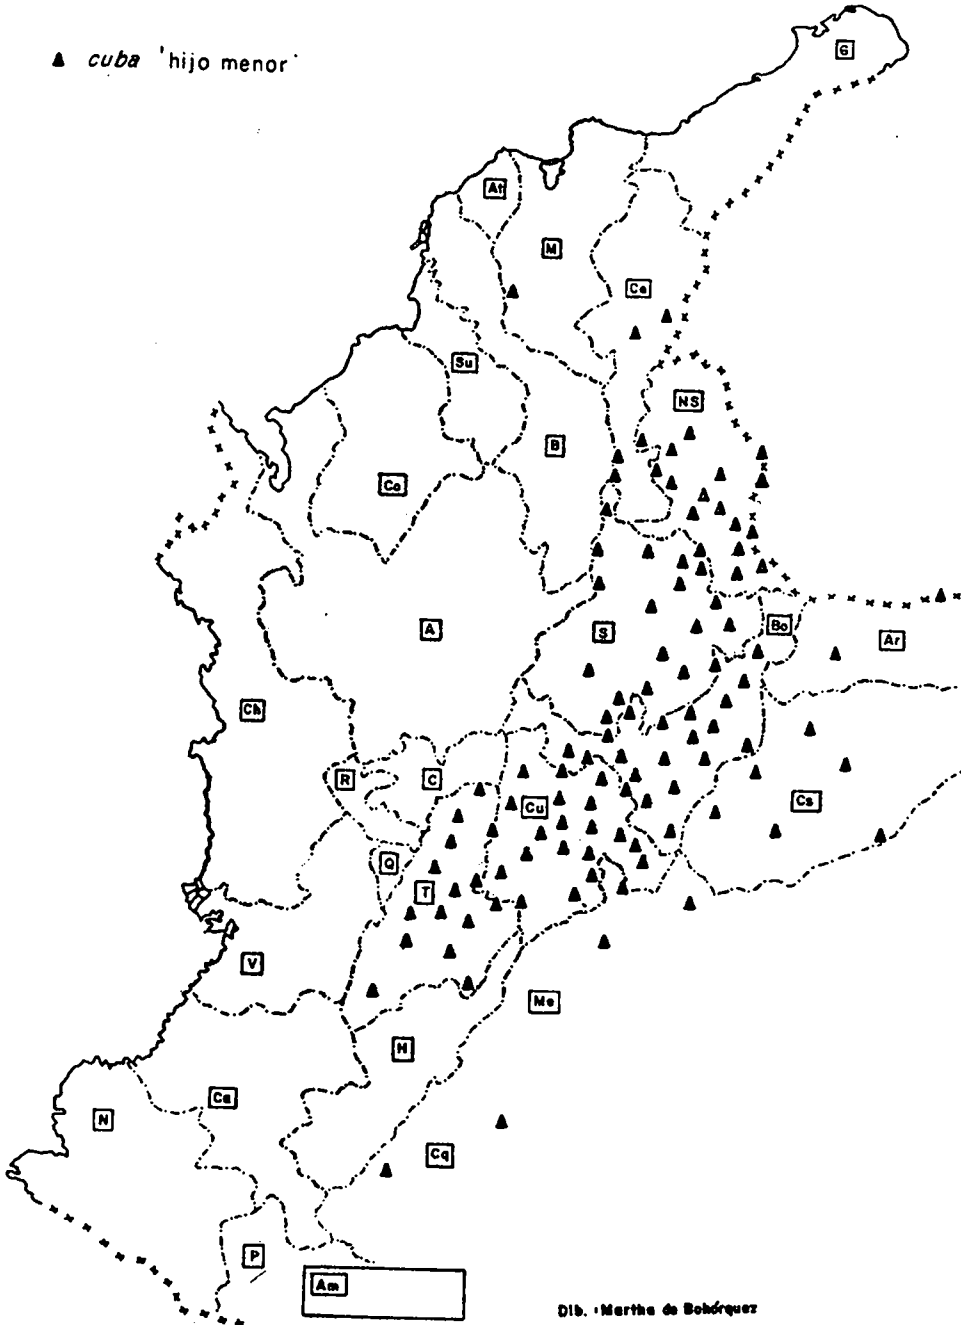 ▲ cuba 'hijo menor'
G
At
M
Ce
Su
NS
B
Co
A
S
Bo
Ar
Ch
R
C
Cu
Cs
Q
T
V
Me
H
Ca
N
Cq
P
Am
Dib. : Martha de Bohórquez